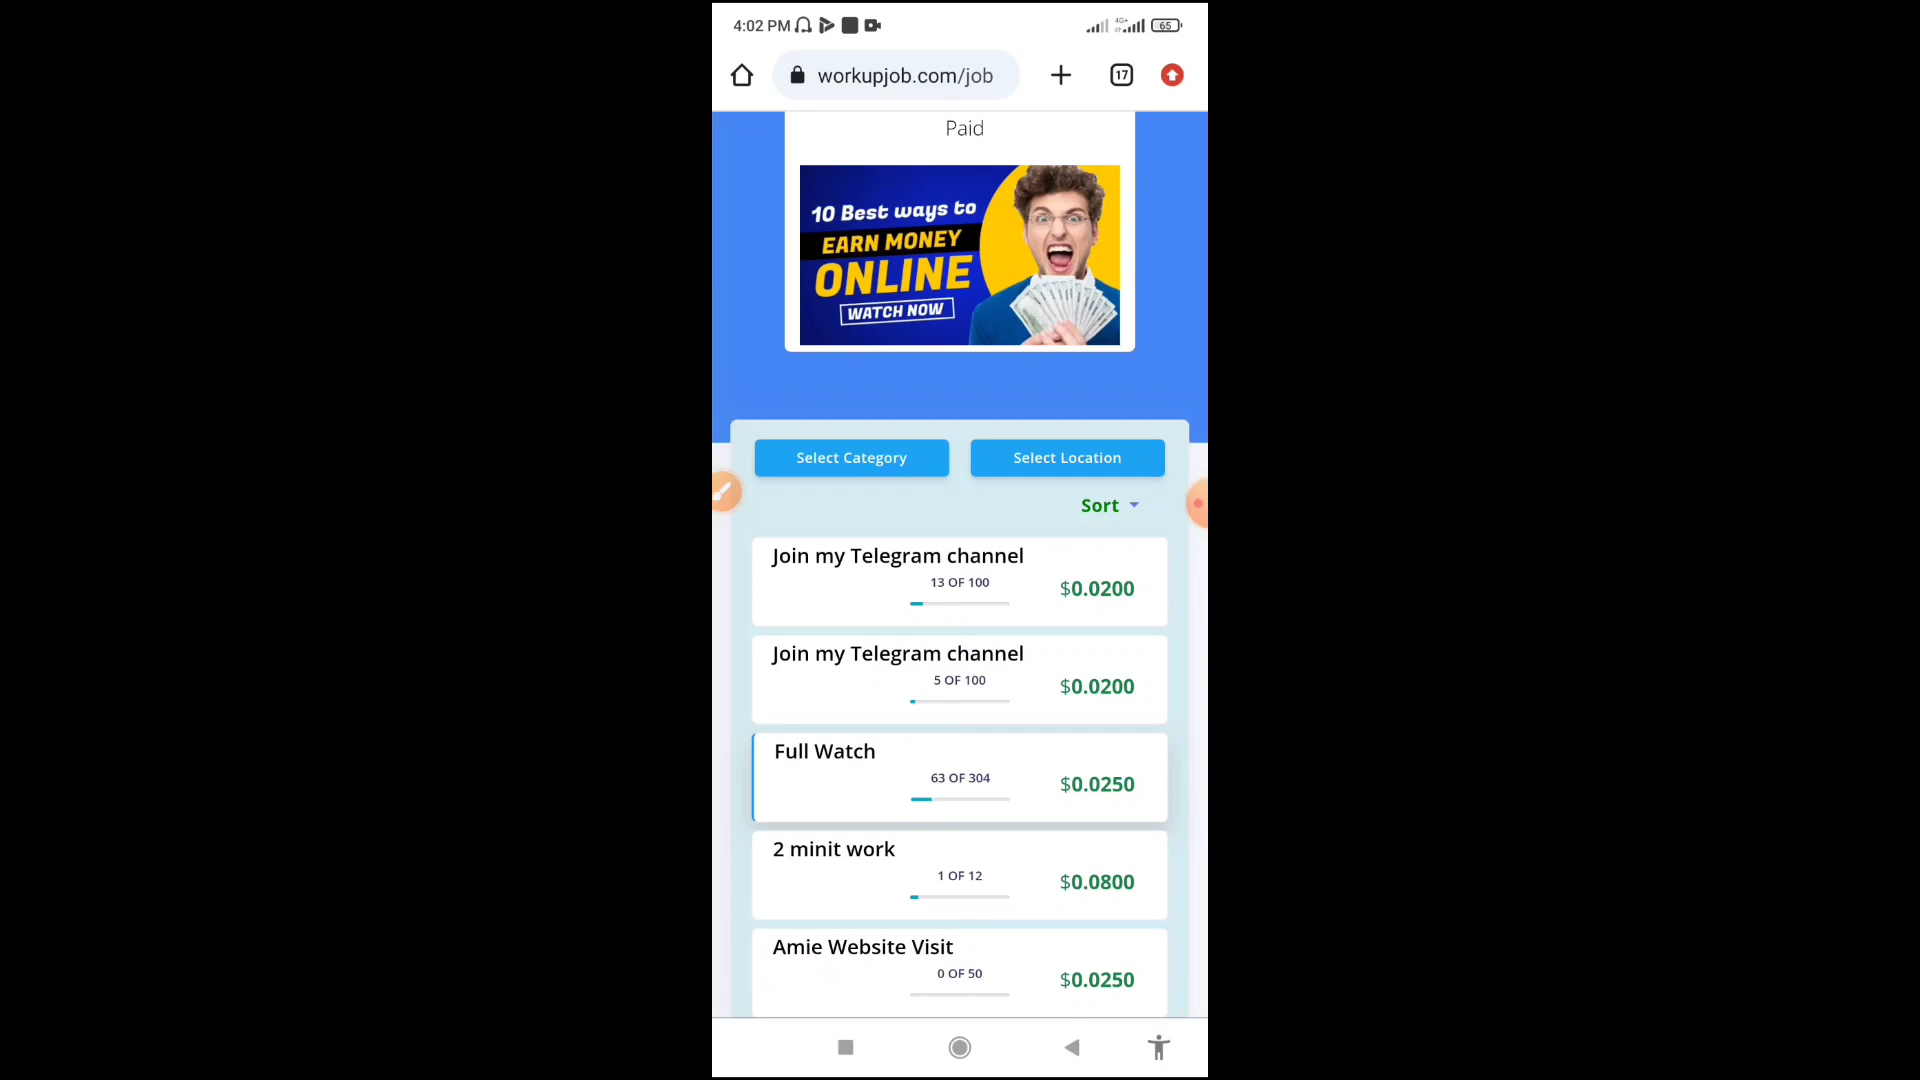 4:02 PM
4G+
65
workupjob.com/job
17
Paid
10 Best ways to
EARN MONEY
ONLINE
WATCH NOW
Select Category
Select Location
Sort
Join my Telegram channel
13 OF 100
$0.0200
Join my Telegram channel
5 OF 100
$0.0200
Full Watch
63 OF 304
$0.0250
2 minit work
1 OF 12
$0.0800
Amie Website Visit
0 OF 50
$0.0250